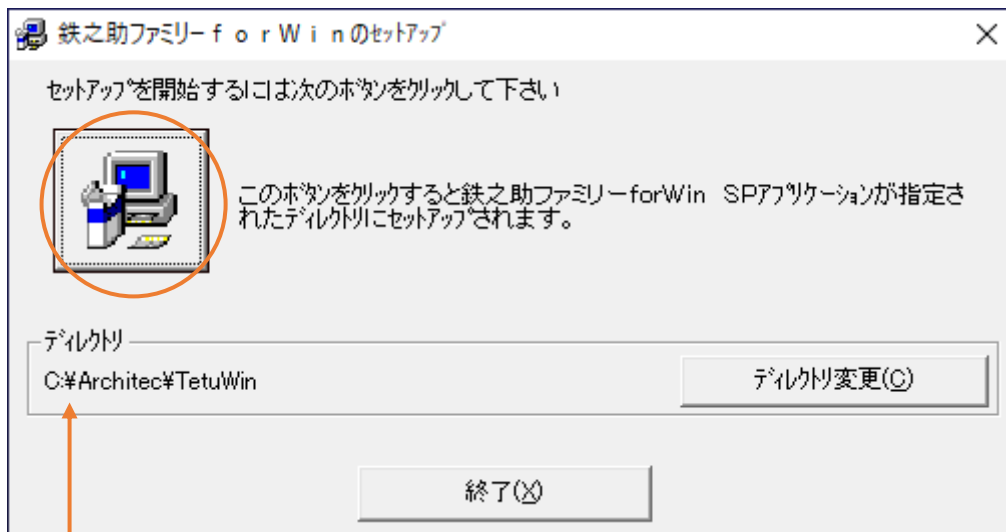 鉄之助ファミリーｆｏｒＷｉｎのｾｯﾄｱｯﾌﾟ
ｾｯﾄｱｯﾌﾟを開始するには次のﾎﾞﾀﾝをｸﾘｯｸして下さい
このﾎﾞﾀﾝをｸﾘｯｸすると鉄之助ファミリーforWin　SPｱﾌﾟﾘｹｰｼｮﾝが指定さ
れたﾃﾞｨﾚｸﾄﾘにｾｯﾄｱｯﾌﾟされます。
ﾃﾞｨﾚｸﾄﾘ
C:¥Architec¥TetuWin
ﾃﾞｨﾚｸﾄﾘ変更(C)
終了(X)